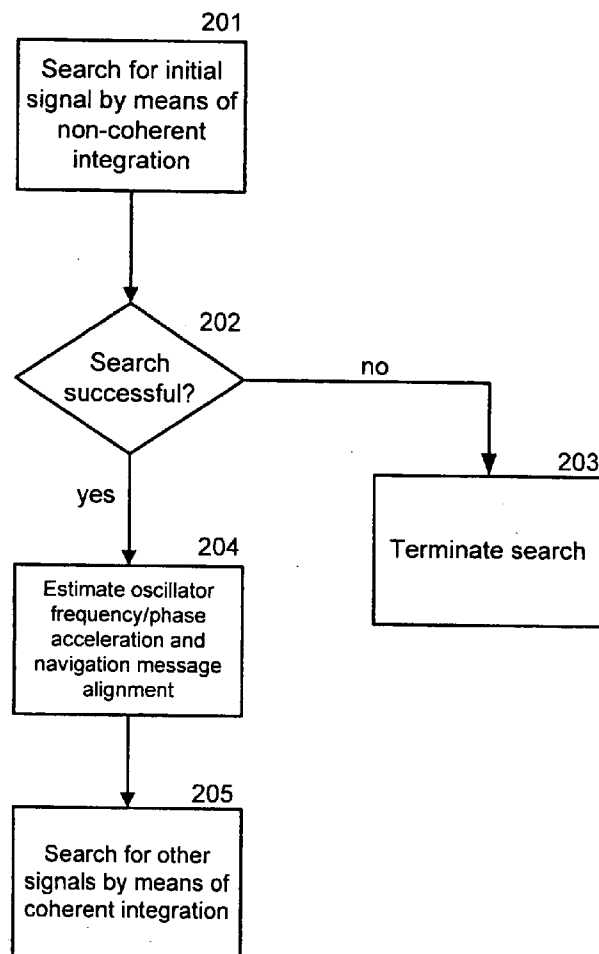 201
Search for initial
signal by means of
non-coherent
integration
202
Search
successful?
no
yes
203
Terminate search
204
Estimate oscillator
frequency/phase
acceleration and
navigation message
alignment
205
Search for other
signals by means of
coherent integration